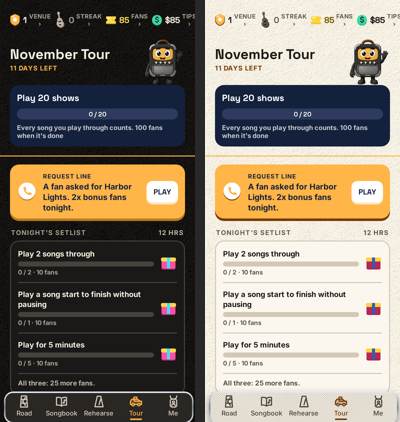 1 VENUE 0 STREAK 85 FANS $85 TIPS
November Tour
11 DAYS LEFT
Play 20 shows
0 / 20
Every song you play through counts. 100 fans
when it's done
REQUEST LINE
A fan asked for Harbor
Lights. 2x bonus fans
tonight.
PLAY
TONIGHT'S SETLIST 12 HRS
Play 2 songs through
0 / 2 · 10 fans
Play a song start to finish without
pausing
0 / 1 · 10 fans
Play for 5 minutes
0 / 5 · 10 fans
All three: 25 more fans.
Road Songbook Rehearse Tour Me
1 VENUE 0 STREAK 85 FANS $85 TIPS
November Tour
11 DAYS LEFT
Play 20 shows
0 / 20
Every song you play through counts. 100 fans
when it's done
REQUEST LINE
A fan asked for Harbor
Lights. 2x bonus fans
tonight.
PLAY
TONIGHT'S SETLIST 12 HRS
Play 2 songs through
0 / 2 · 10 fans
Play a song start to finish without
pausing
0 / 1 · 10 fans
Play for 5 minutes
0 / 5 · 10 fans
All three: 25 more fans.
Road Songbook Rehearse Tour Me